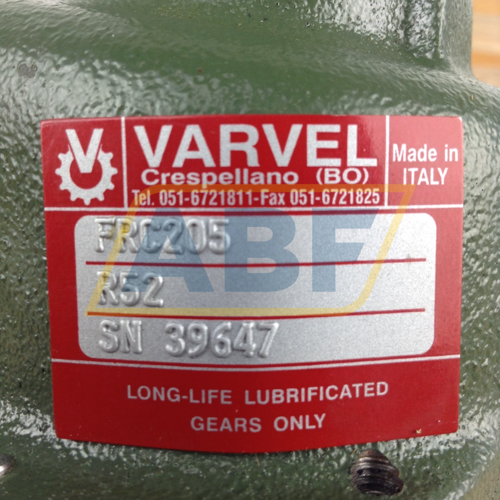 VARVEL
Crespellano (BO)
Tel. 051-6721811-Fax 051-6721825
Made in
ITALY
FRC205
R52
SN 39647
ABF
LONG-LIFE LUBRIFICATED
GEARS ONLY